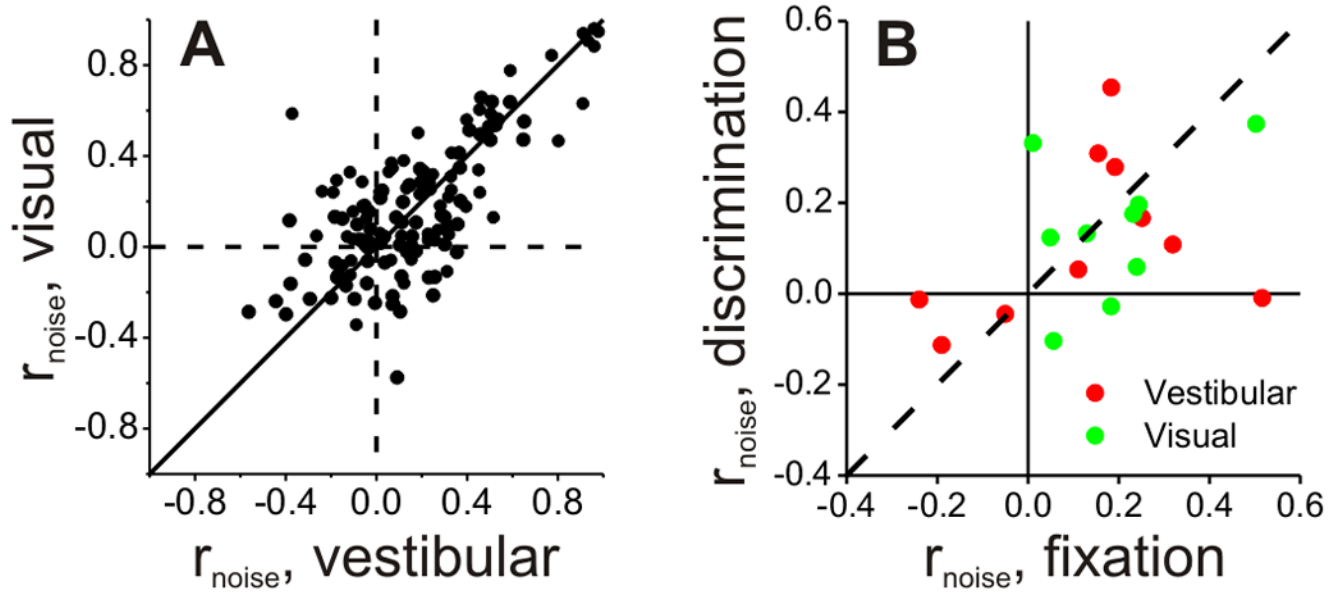 A
r_noise, visual
0.8
0.4
0.0
-0.4
-0.8
-0.8 -0.4 0.0 0.4 0.8
r_noise, vestibular
B
r_noise, discrimination
0.6
0.4
0.2
0.0
-0.2
-0.4
Vestibular
Visual
-0.4 -0.2 0.0 0.2 0.4 0.6
r_noise, fixation